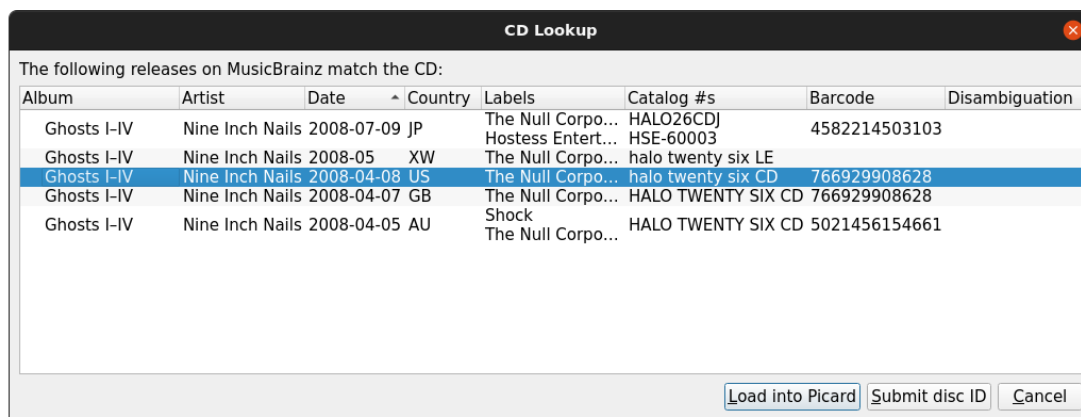 CD Lookup
The following releases on MusicBrainz match the CD:
Album Artist Date Country Labels Catalog #s Barcode Disambiguation
Ghosts I–IV Nine Inch Nails 2008-07-09 JP The Null Corpo... HALO26CDJ 4582214503103
Hostess Entert... HSE-60003
Ghosts I–IV Nine Inch Nails 2008-05 XW The Null Corpo... halo twenty six LE
Ghosts I–IV Nine Inch Nails 2008-04-08 US The Null Corpo... halo twenty six CD 766929908628
Ghosts I–IV Nine Inch Nails 2008-04-07 GB The Null Corpo... HALO TWENTY SIX CD 766929908628
Ghosts I–IV Nine Inch Nails 2008-04-05 AU Shock HALO TWENTY SIX CD 5021456154661
The Null Corpo...
Load into Picard Submit disc ID Cancel